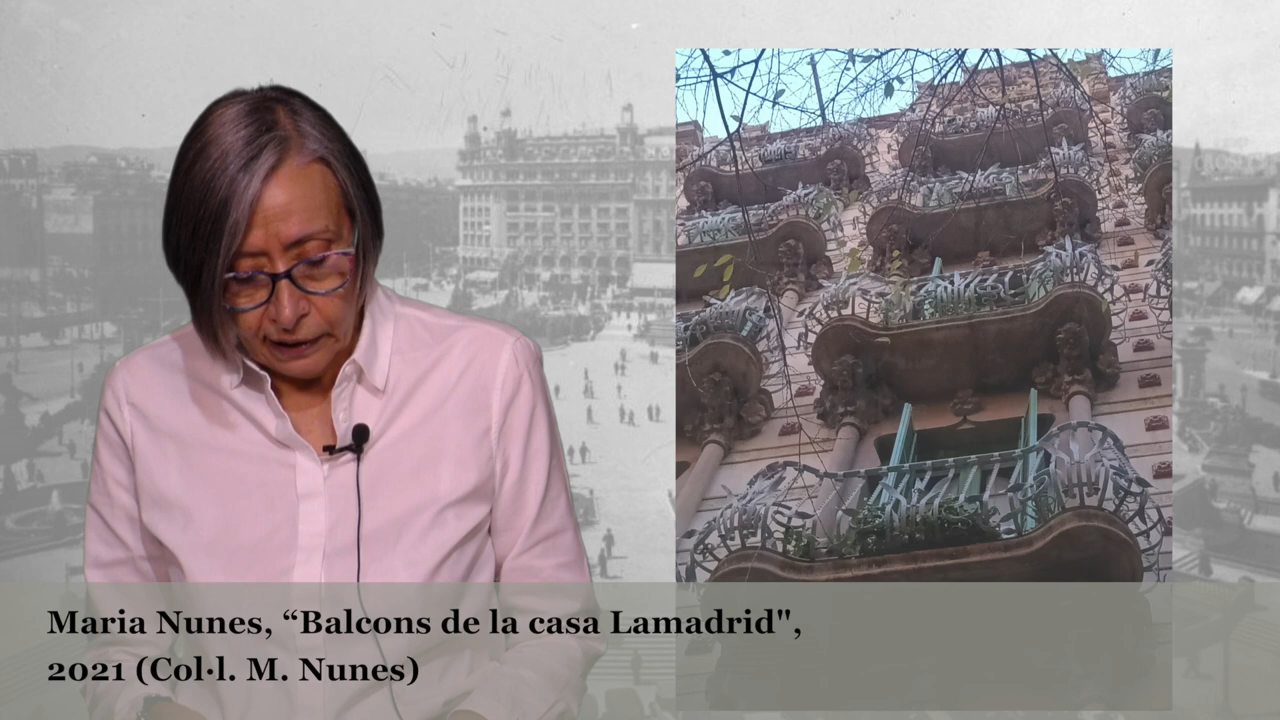 Maria Nunes, “Balcons de la casa Lamadrid",
2021 (Col·l. M. Nunes)